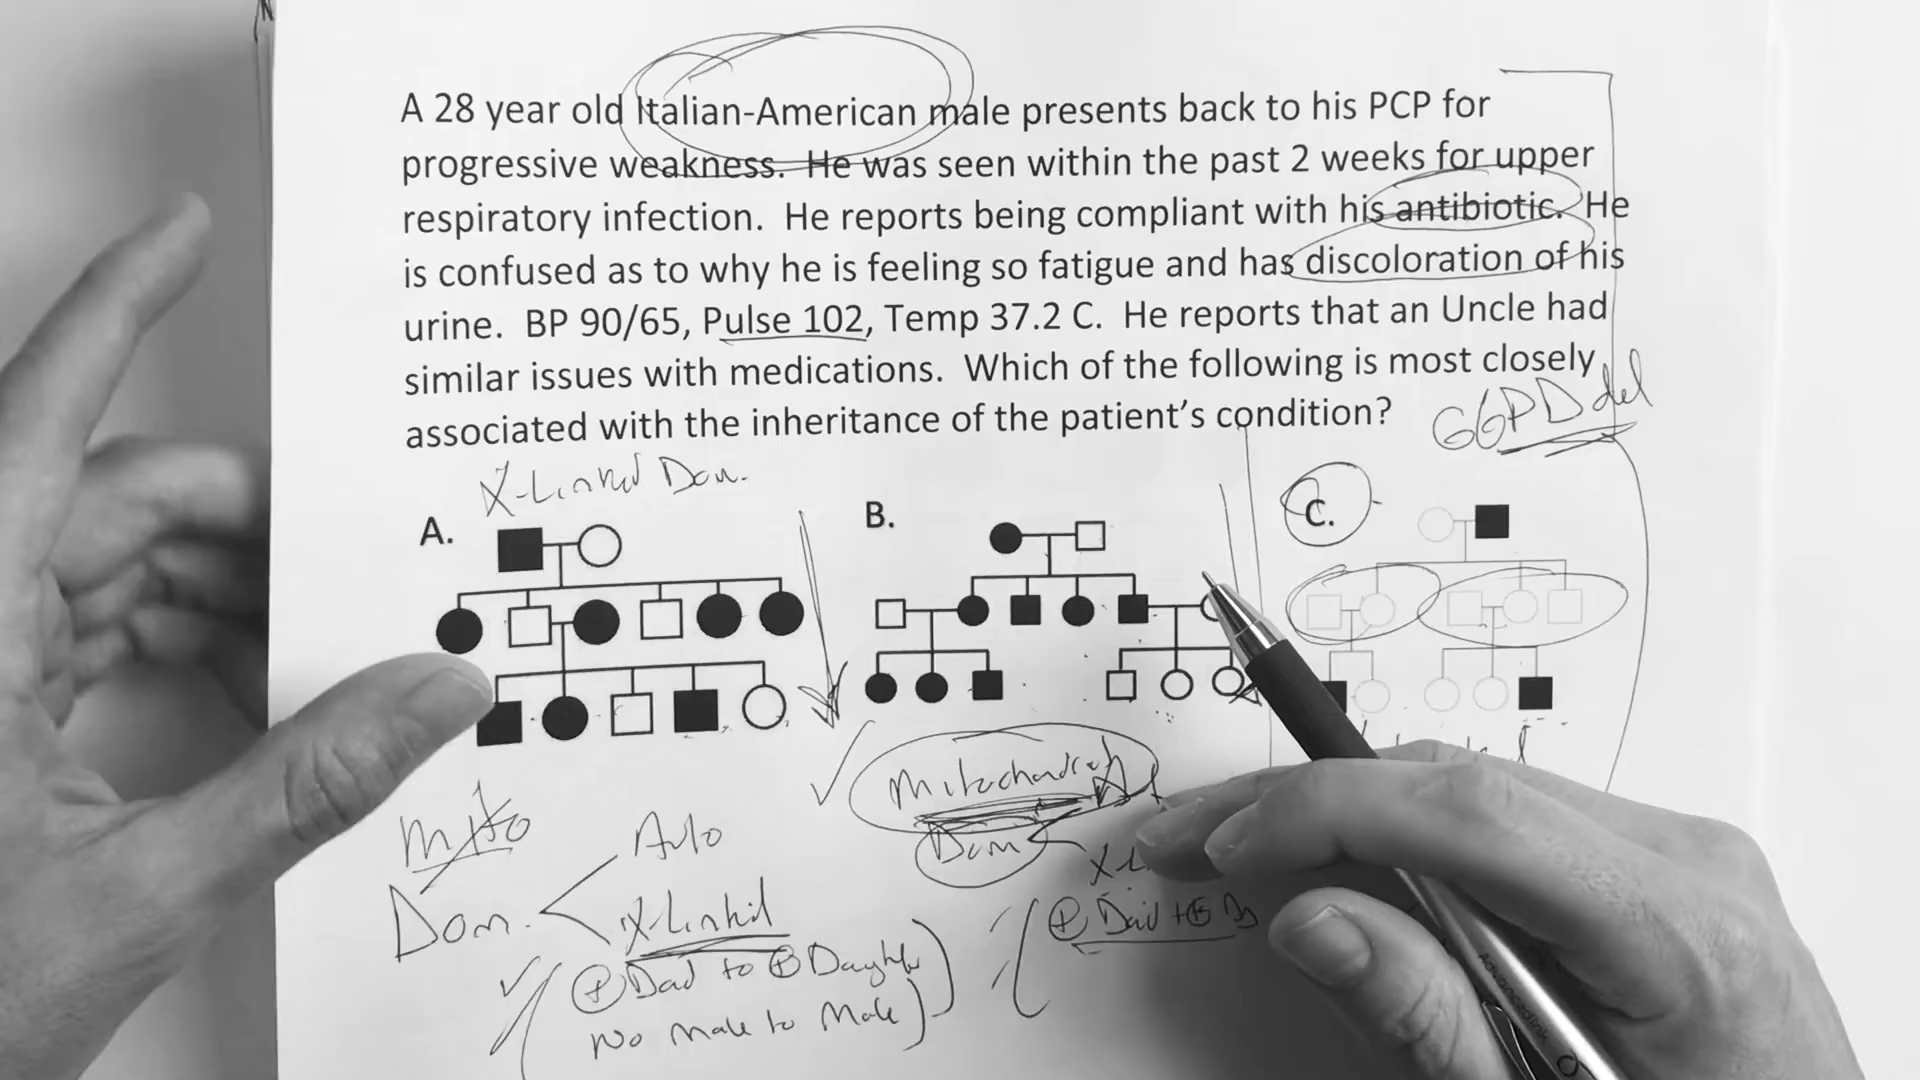 A 28 year old Italian-American male presents back to his PCP for
progressive weakness. He was seen within the past 2 weeks for upper
respiratory infection. He reports being compliant with his antibiotic. He
is confused as to why he is feeling so fatigue and has discoloration of his
urine. BP 90/65, Pulse 102, Temp 37.2 C. He reports that an Uncle had
similar issues with medications. Which of the following is most closely
associated with the inheritance of the patient's condition?
G6PD def
X-Linked Dom.
A.
B.
C.
Mito
Auto
Dom.
X-Linked
+ Dad to + Daughter
No Male to Male
Mitochondrial
Dom
X-L
+ Dad to